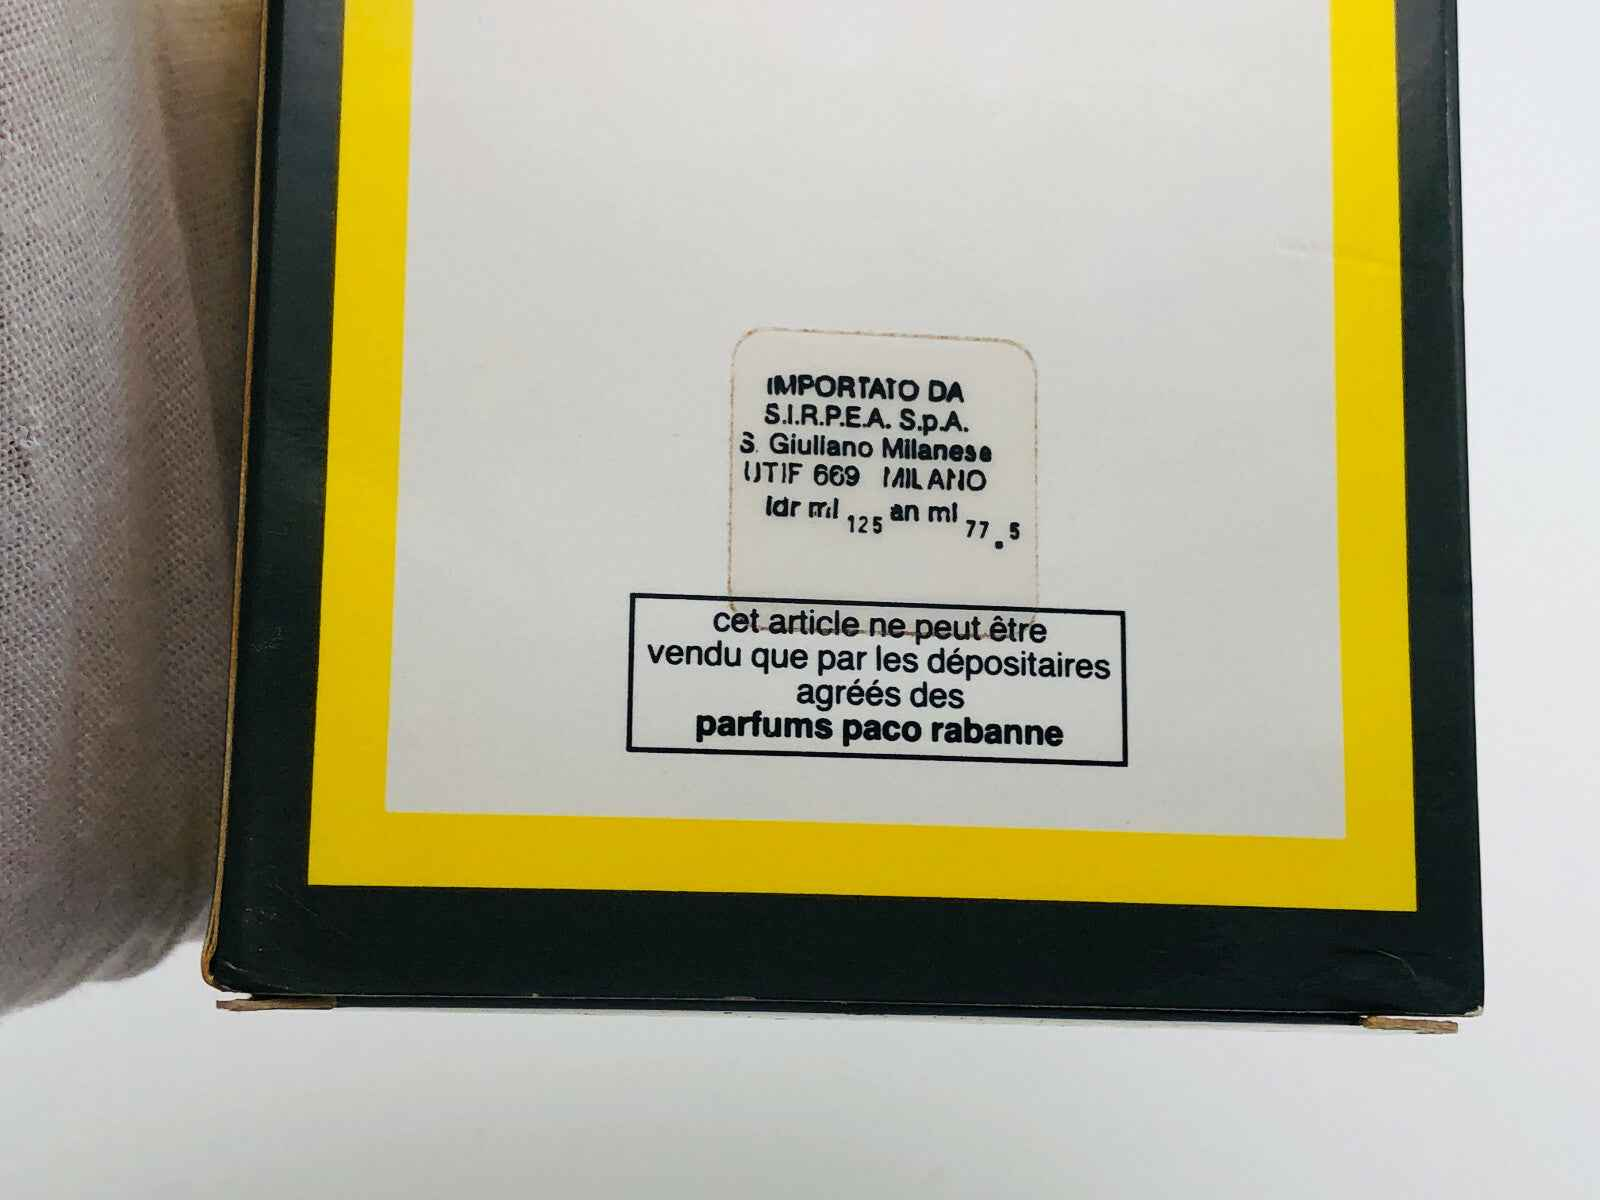 IMPORTATO DA
S.I.R.P.E.A. S.p.A.
S. Giuliano Milanese
UTIF 669 MILANO
Idr ml 125 an ml 77.5
cet article ne peut être
vendu que par les dépositaires
agréés des
parfums paco rabanne